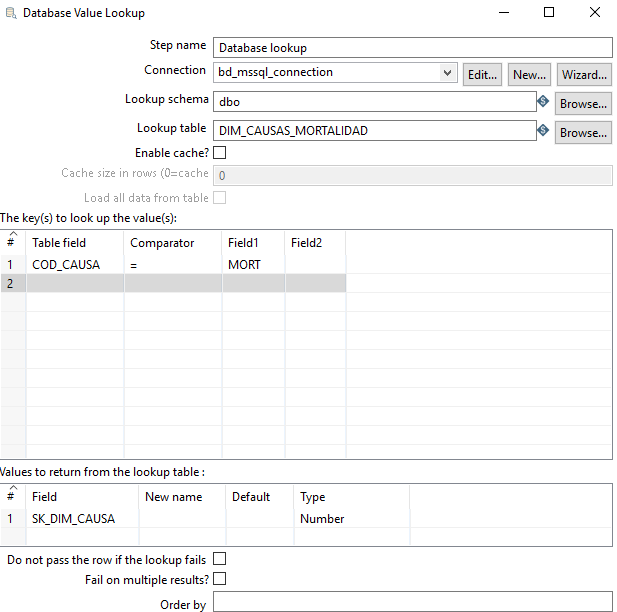 Database Value Lookup
Step name Database lookup
Connection bd_mssql_connection Edit... New... Wizard...
Lookup schema dbo Browse...
Lookup table DIM_CAUSAS_MORTALIDAD Browse...
Enable cache?
Cache size in rows (0=cache 0
Load all data from table
The key(s) to look up the value(s):
# Table field Comparator Field1 Field2
1 COD_CAUSA = MORT
2
Values to return from the lookup table :
# Field New name Default Type
1 SK_DIM_CAUSA Number
Do not pass the row if the lookup fails
Fail on multiple results?
Order by